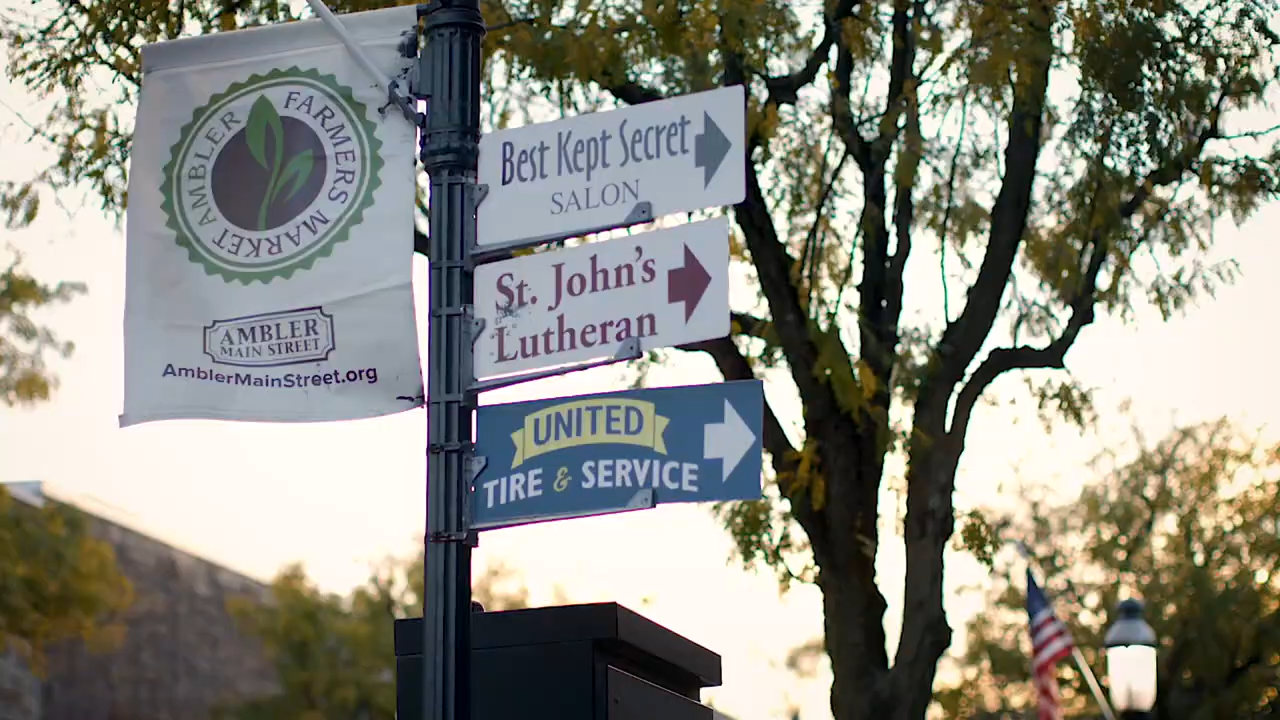 AMBLER FARMERS MARKET
AMBLER
MAIN STREET
AmblerMainStreet.org
Best Kept Secret
SALON
St. John's
Lutheran
UNITED
TIRE & SERVICE